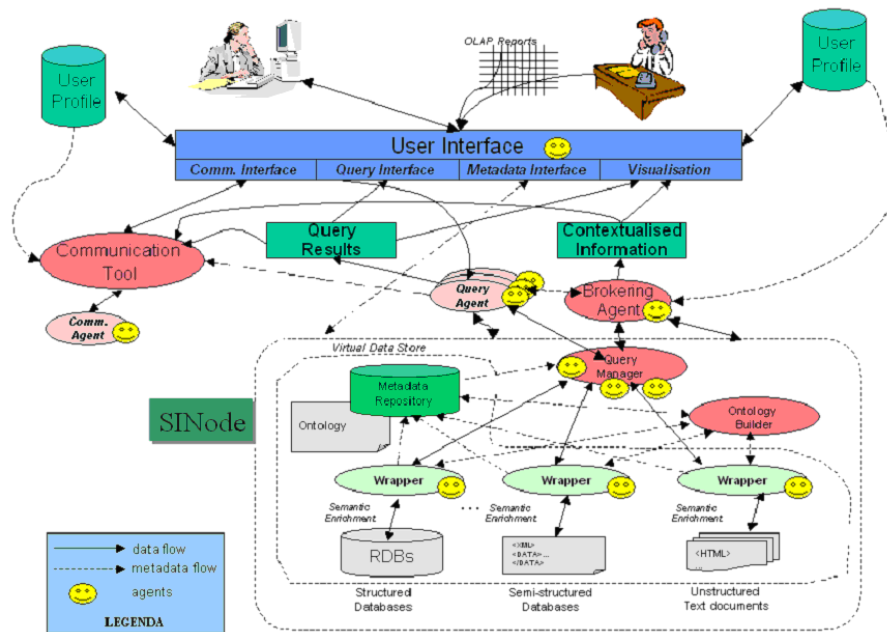 OLAP Reports
User
Profile
User
Profile
User Interface
Comm. Interface
Query Interface
Metadata Interface
Visualisation
Query
Results
Contextualised
Information
Communication
Tool
Query
Agent
Brokering
Agent
Comm.
Agent
Virtual Data Store
Query
Manager
Metadata
Repository
Ontology
Builder
SINode
Ontology
Wrapper
Wrapper
Wrapper
Semantic
Enrichment
...
Semantic
Enrichment
Semantic
Enrichment
RDBs
<XML>
<DATA>...
</DATA>
<HTML>
...
Structured
Databases
Semi-structured
Databases
Unstructured
Text documents
data flow
metadata flow
agents
LEGENDA